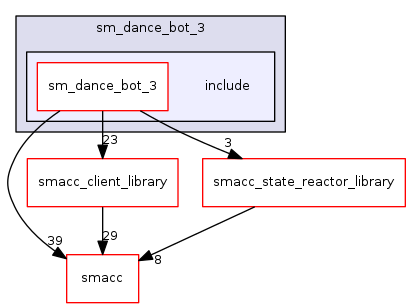 sm_dance_bot_3
sm_dance_bot_3
include
23
3
smacc_client_library
smacc_state_reactor_library
39
29
8
smacc